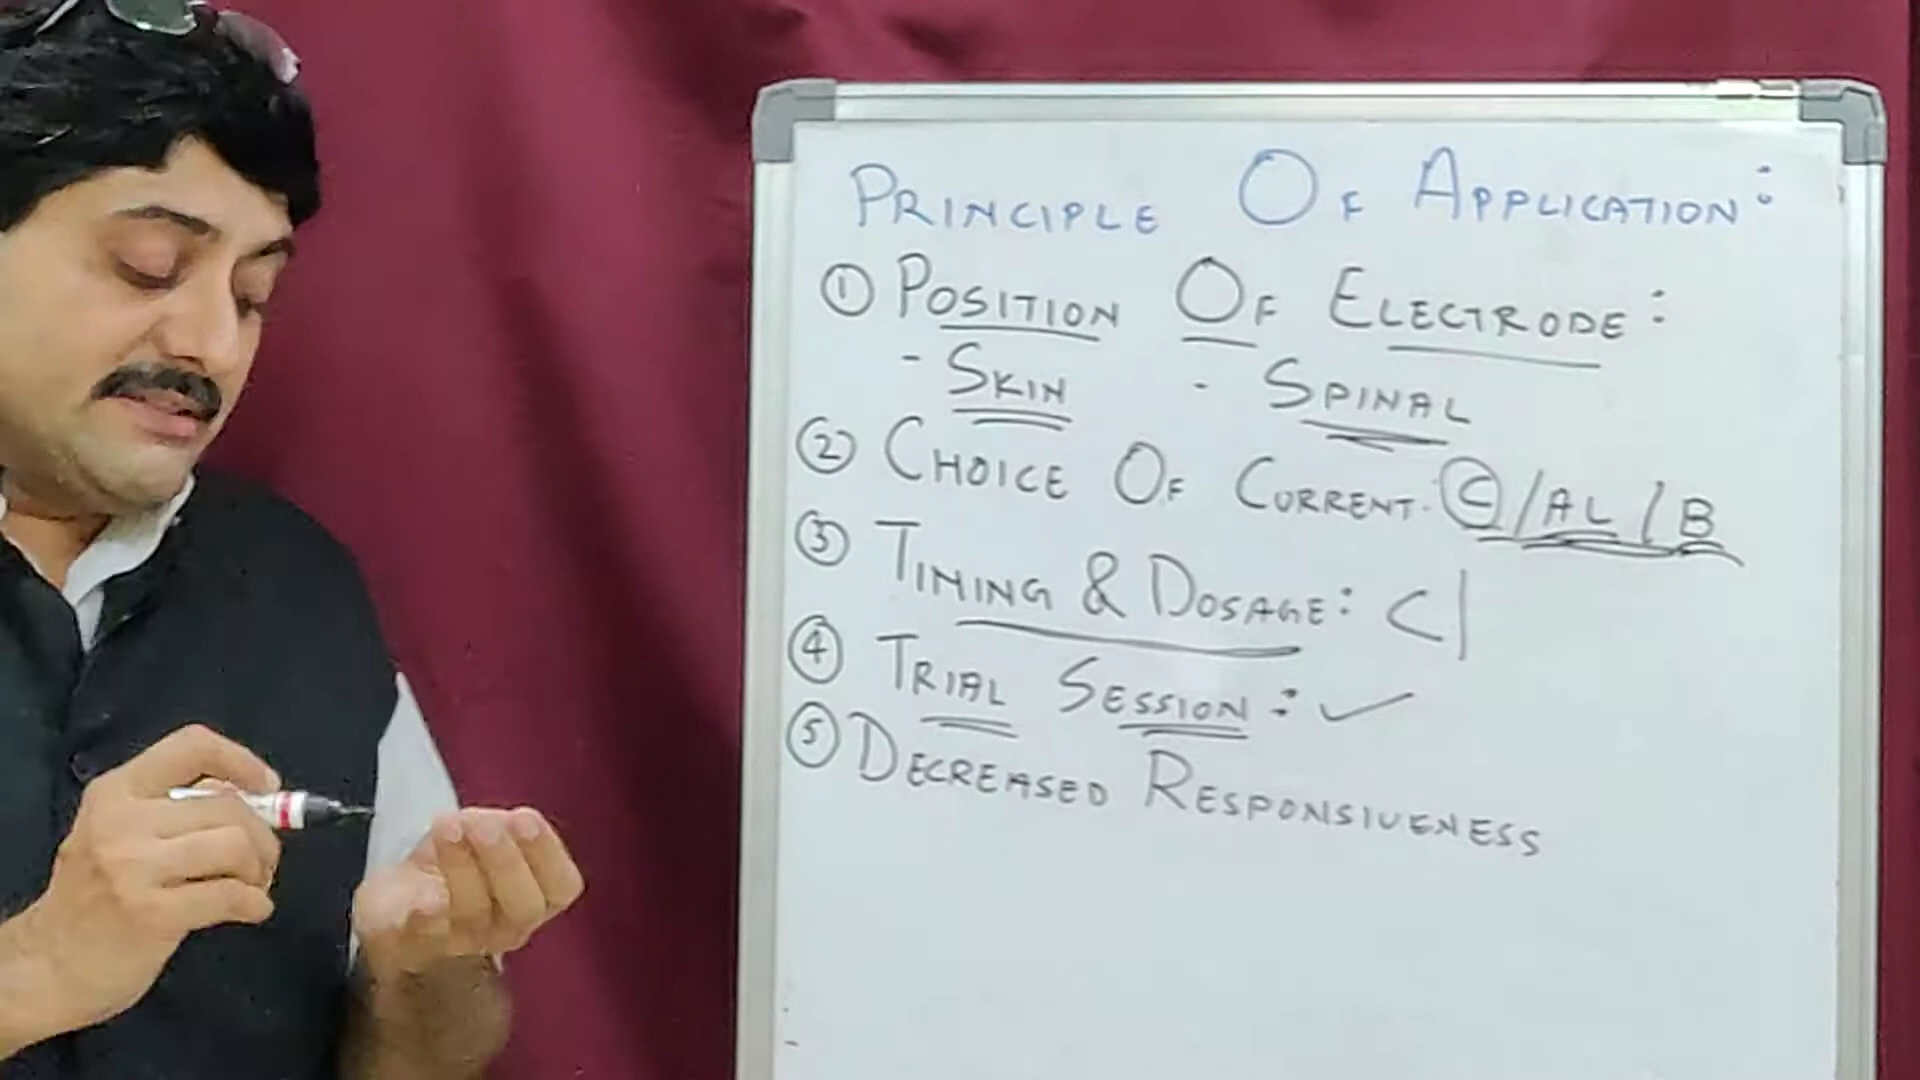 PRINCIPLE OF APPLICATION:
① POSITION OF ELECTRODE:
- SKIN - SPINAL
② CHOICE OF CURRENT. C/AL/B
③ TIMING & DOSAGE: C|
④ TRIAL SESSION: ✓
⑤ DECREASED RESPONSIVENESS